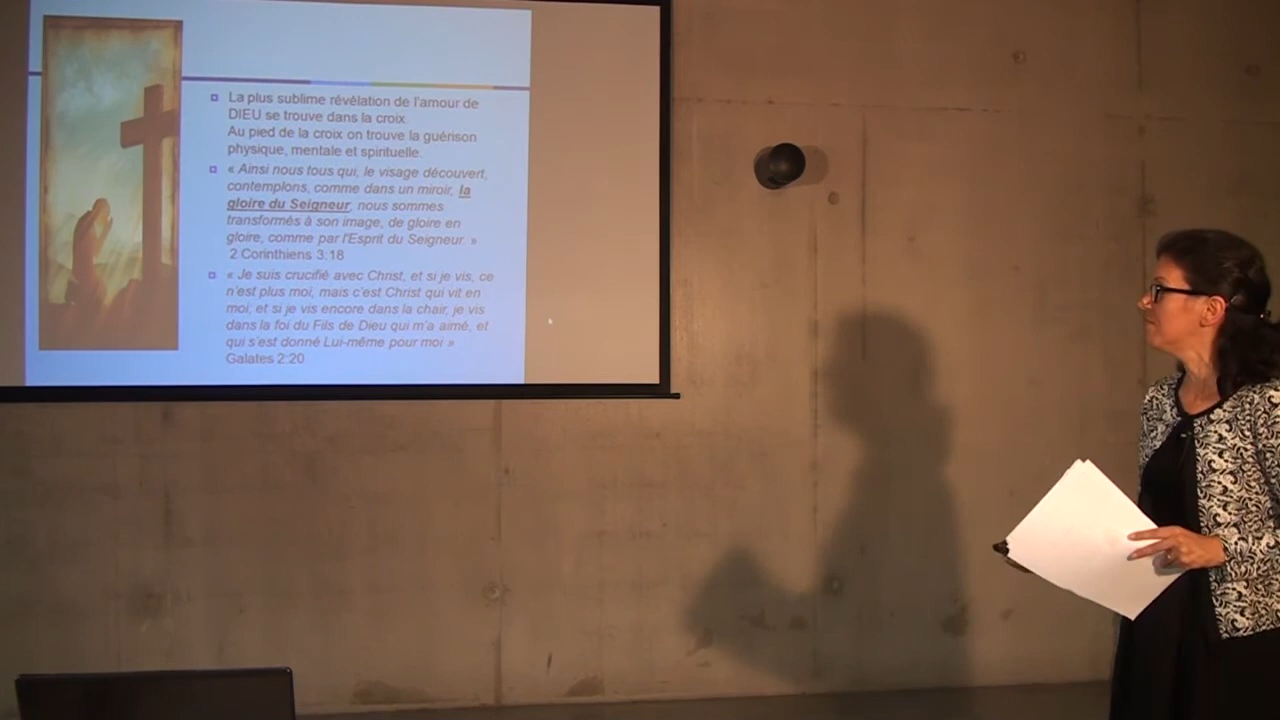 La plus sublime révélation de l'amour de
DIEU se trouve dans la croix.
Au pied de la croix on trouve la guérison
physique, mentale et spirituelle.
« Ainsi nous tous qui, le visage découvert,
contemplons, comme dans un miroir, la
gloire du Seigneur, nous sommes
transformés à son image, de gloire en
gloire, comme par l'Esprit du Seigneur. »
2 Corinthiens 3:18
« Je suis crucifié avec Christ, et si je vis, ce
n'est plus moi, mais c'est Christ qui vit en
moi, et si je vis encore dans la chair, je vis
dans la foi du Fils de Dieu qui m'a aimé, et
qui s'est donné Lui-même pour moi »
Galates 2:20